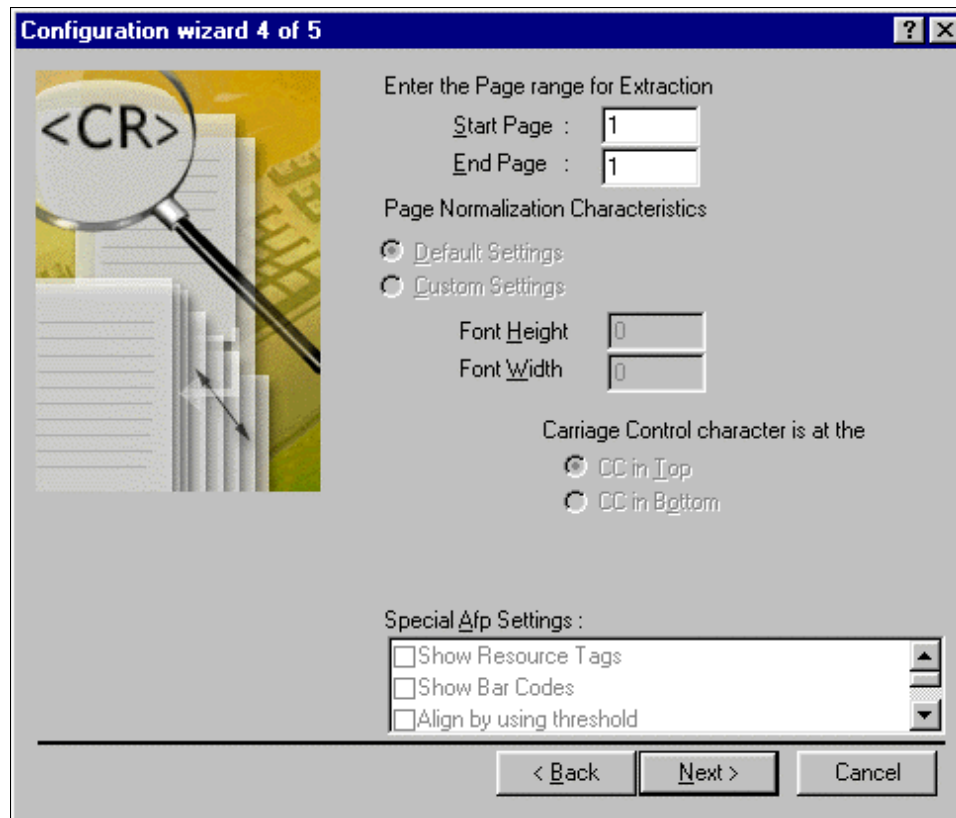 Configuration wizard 4 of 5
<CR>
Enter the Page range for Extraction
Start Page : 1
End Page : 1
Page Normalization Characteristics
Default Settings
Custom Settings
Font Height 0
Font Width 0
Carriage Control character is at the
CC in Top
CC in Bottom
Special Afp Settings :
Show Resource Tags
Show Bar Codes
Align by using threshold
< Back Next > Cancel